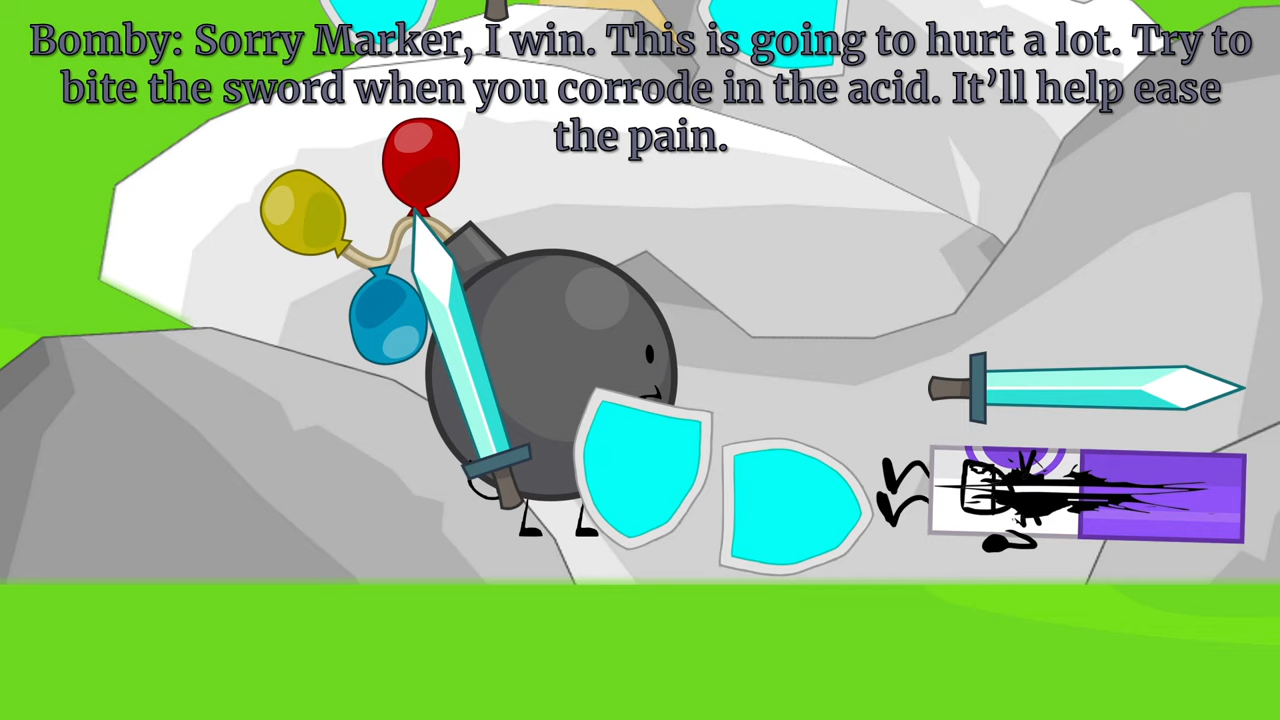 Bomby: Sorry Marker, I win. This is going to hurt a lot. Try to
bite the sword when you corrode in the acid. It’ll help ease
the pain.